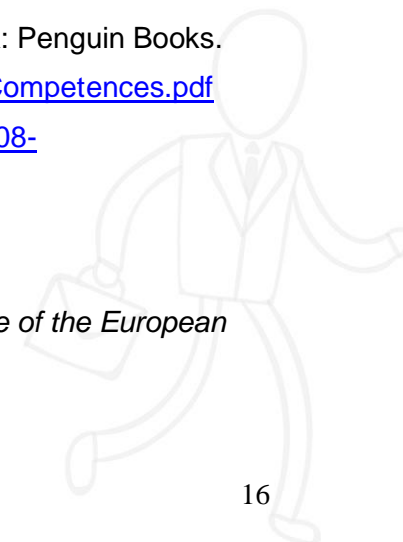 : Penguin Books.
Competences.pdf
08-
e of the European
16